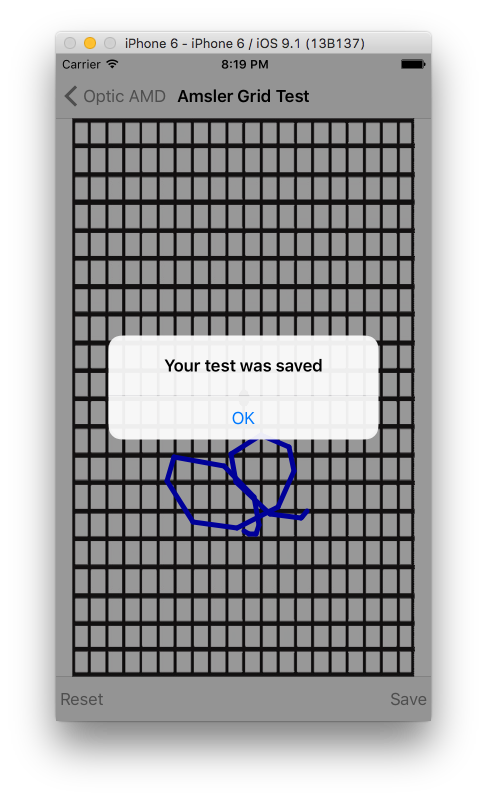 iPhone 6 - iPhone 6 / iOS 9.1 (13B137)
Carrier 8:19 PM
Optic AMD Amsler Grid Test
Your test was saved
OK
Reset Save